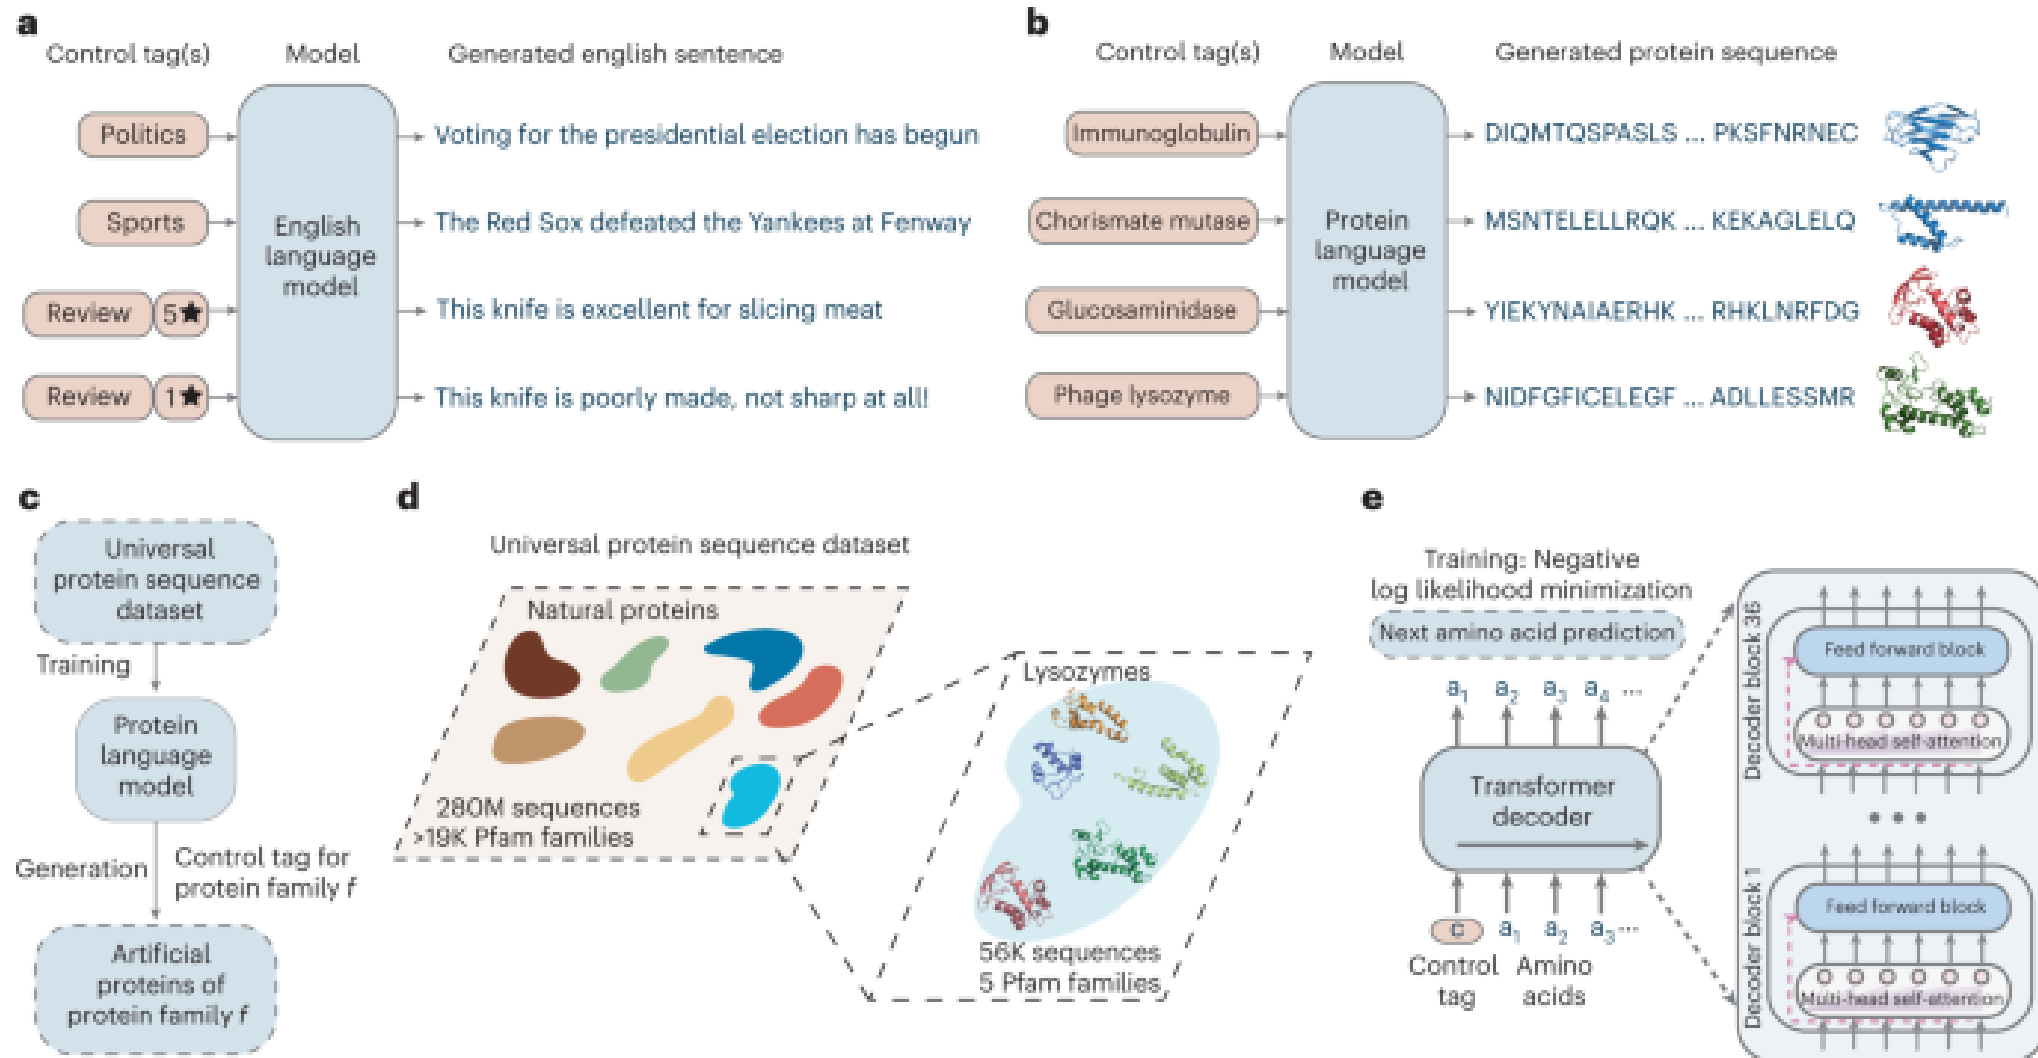 a
Control tag(s) Model Generated english sentence
Politics Voting for the presidential election has begun
Sports The Red Sox defeated the Yankees at Fenway
English
language
model
Review 5★ This knife is excellent for slicing meat
Review 1★ This knife is poorly made, not sharp at all!
b
Control tag(s) Model Generated protein sequence
Immunoglobulin DIQMTQSPASLS ... PKSFNRNEC
Chorismate mutase MSNTELELLRQK ... KEKAGLELQ
Protein
language
model
Glucosaminidase YIEKYNAIAERHK ... RHKLNRFDG
Phage lysozyme NIDFGFICELEGF ... ADLLESSMR
c
Universal
protein sequence
dataset
Training
Protein
language
model
Generation
Control tag for
protein family f
Artificial
proteins of
protein family f
d
Universal protein sequence dataset
Natural proteins
280M sequences
>19K Pfam families
Lysozymes
56K sequences
5 Pfam families
e
Training: Negative
log likelihood minimization
Next amino acid prediction
a1 a2 a3 a4 ...
Transformer
decoder
c a1 a2 a3 ...
Control
tag
Amino
acids
Decoder block 36
Feed forward block
Multi-head self-attention
...
Decoder block 1
Feed forward block
Multi-head self-attention